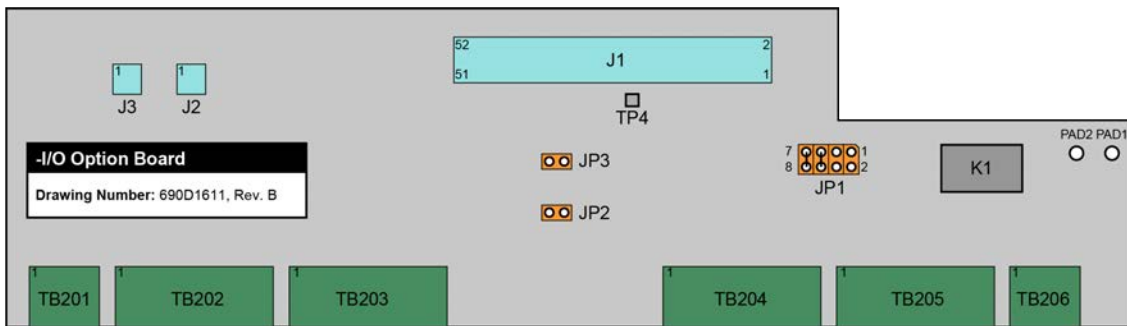 52 2
J1
51 1
1 1
J3 J2
TP4
PAD2 PAD1
-I/O Option Board
Drawing Number: 690D1611, Rev. B
JP3
7 1
8 2
JP1
K1
JP2
1 1 1 1 1 1
TB201 TB202 TB203 TB204 TB205 TB206